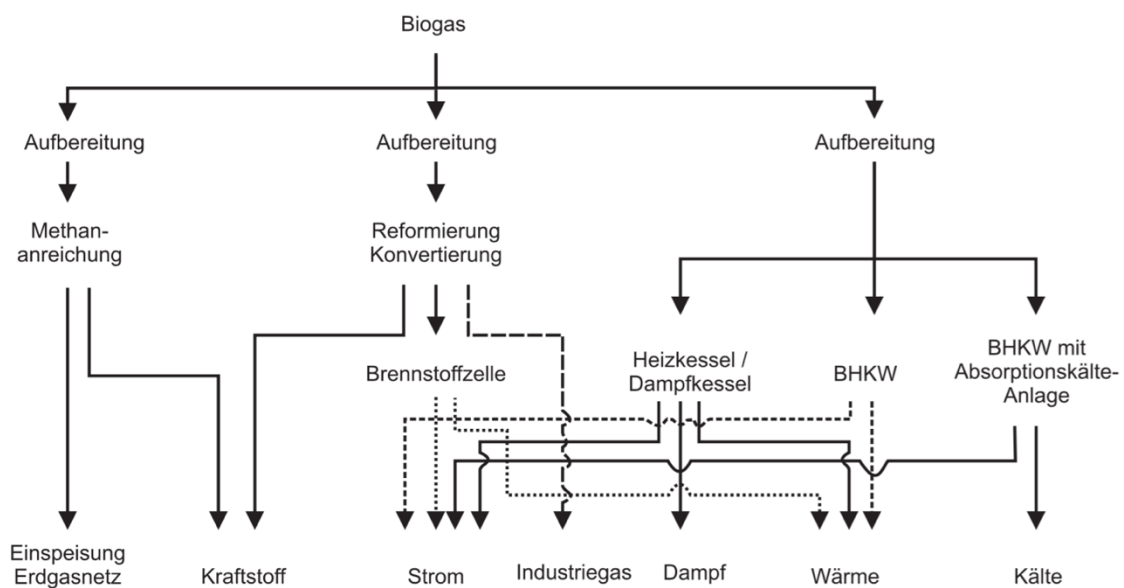 Biogas
Aufbereitung
Aufbereitung
Aufbereitung
Methan-
anreichung
Reformierung
Konvertierung
Brennstoffzelle
Heizkessel /
Dampfkessel
BHKW
BHKW mit
Absorptionskälte-
Anlage
Einspeisung
Erdgasnetz
Kraftstoff
Strom
Industriegas
Dampf
Wärme
Kälte